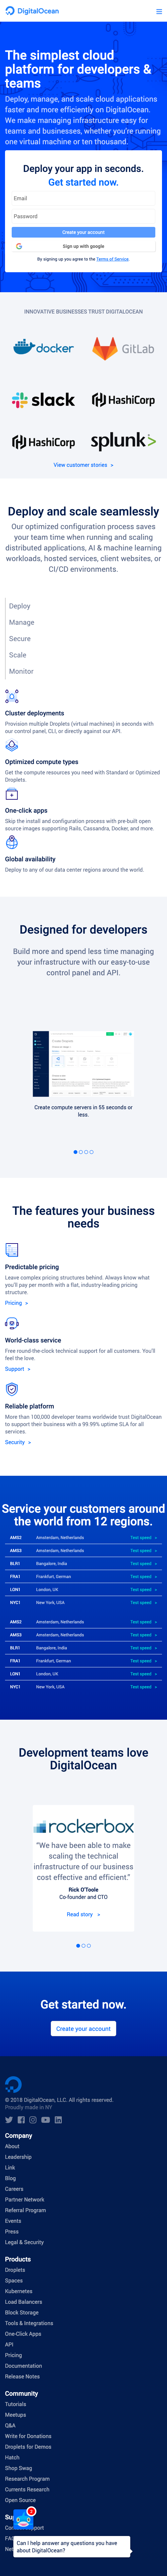 DigitalOcean
The simplest cloud
platform for developers &
teams
Deploy, manage, and scale cloud applications
faster and more efficiently on DigitalOcean.
We make managing infrastructure easy for
teams and businesses, whether you're running
one virtual machine or ten thousand.
Deploy your app in seconds.
Get started now.
Email
Password
Create your account
Sign up with google
By signing up you agree to the Terms of Service.
INNOVATIVE BUSINESSES TRUST DIGITALOCEAN
docker
GitLab
slack
HashiCorp
HashiCorp
splunk>
View customer stories >
Deploy and scale seamlessly
Our optimized configuration process saves
your team time when running and scaling
distributed applications, AI & machine learning
workloads, hosted services, client websites, or
CI/CD environments.
Deploy
Manage
Secure
Scale
Monitor
Cluster deployments
Provision multiple Droplets (virtual machines) in seconds with
our control panel, CLI, or directly against our API.
Optimized compute types
Get the compute resources you need with Standard or Optimized
Droplets.
One-click apps
Skip the install and configuration process with pre-built open
source images supporting Rails, Cassandra, Docker, and more.
Global availability
Deploy to any of our data center regions around the world.
Designed for developers
Build more and spend less time managing
your infrastructure with our easy-to-use
control panel and API.
Create compute servers in 55 seconds or
less.
The features your business
needs
Predictable pricing
Leave complex pricing structures behind. Always know what
you'll pay per month with a flat, industry-leading pricing
structure.
Pricing >
World-class service
Free round-the-clock technical support for all customers. You'll
feel the love.
Support >
Reliable platform
More than 100,000 developer teams worldwide trust DigitalOcean
to support their business with a 99.99% uptime SLA for all
services.
Security >
Service your customers around
the world from 12 regions.
AMS2 Amsterdam, Netherlands Test speed >
AMS3 Amsterdam, Netherlands Test speed >
BLR1 Bangalore, India Test speed >
FRA1 Frankfurt, German Test speed >
LON1 London, UK Test speed >
NYC1 New York, USA Test speed >
AMS2 Amsterdam, Netherlands Test speed >
AMS3 Amsterdam, Netherlands Test speed >
BLR1 Bangalore, India Test speed >
FRA1 Frankfurt, German Test speed >
LON1 London, UK Test speed >
NYC1 New York, USA Test speed >
Development teams love
DigitalOcean
rockerbox
"We have been able to make
scaling the technical
infrastructure of our business
cost effective and efficient."
Rick O'Toole
Co-founder and CTO
Read story >
Get started now.
Create your account
© 2018 DigitalOcean, LLC. All rights reserved.
Proudly made in NY
Company
About
Leadership
Link
Blog
Careers
Partner Network
Referral Program
Events
Press
Legal & Security
Products
Droplets
Spaces
Kubernetes
Load Balancers
Block Storage
Tools & Integrations
One-Click Apps
API
Pricing
Documentation
Release Notes
Community
Tutorials
Meetups
Q&A
Write for Donations
Droplets for Demos
Hatch
Shop Swag
Research Program
Currents Research
Open Source
Can I help answer any questions you have
about DigitalOcean?